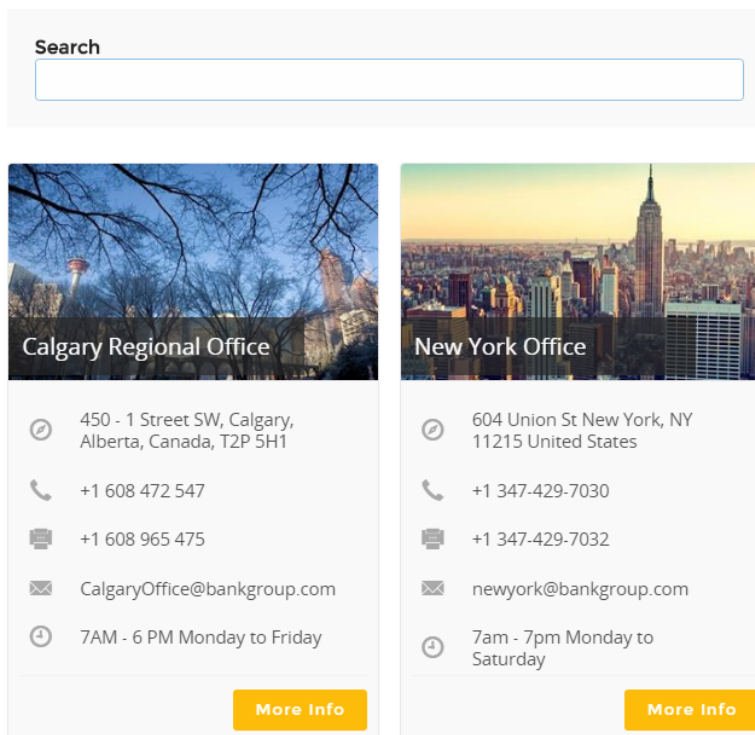 Search
Calgary Regional Office
450 - 1 Street SW, Calgary,
Alberta, Canada, T2P 5H1
+1 608 472 547
+1 608 965 475
CalgaryOffice@bankgroup.com
7AM - 6 PM Monday to Friday
More Info
New York Office
604 Union St New York, NY
11215 United States
+1 347-429-7030
+1 347-429-7032
newyork@bankgroup.com
7am - 7pm Monday to
Saturday
More Info